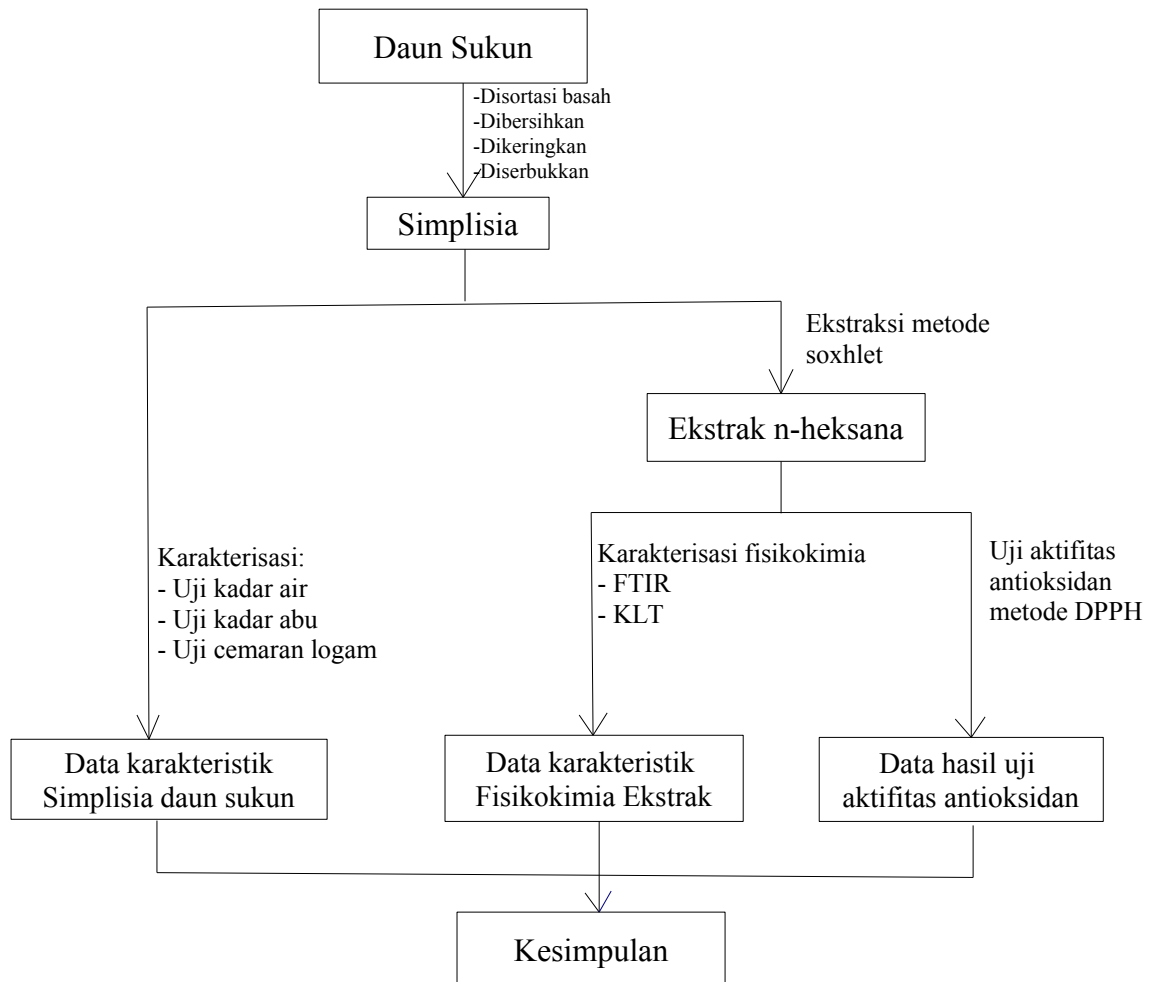 Daun Sukun
-Disortasi basah
-Dibersihkan
-Dikeringkan
-Diserbukkan
Simplisia
Ekstraksi metode
soxhlet
Ekstrak n-heksana
Karakterisasi:
- Uji kadar air
- Uji kadar abu
- Uji cemaran logam
Karakterisasi fisikokimia
- FTIR
- KLT
Uji aktifitas
antioksidan
metode DPPH
Data karakteristik
Simplisia daun sukun
Data karakteristik
Fisikokimia Ekstrak
Data hasil uji
aktifitas antioksidan
Kesimpulan